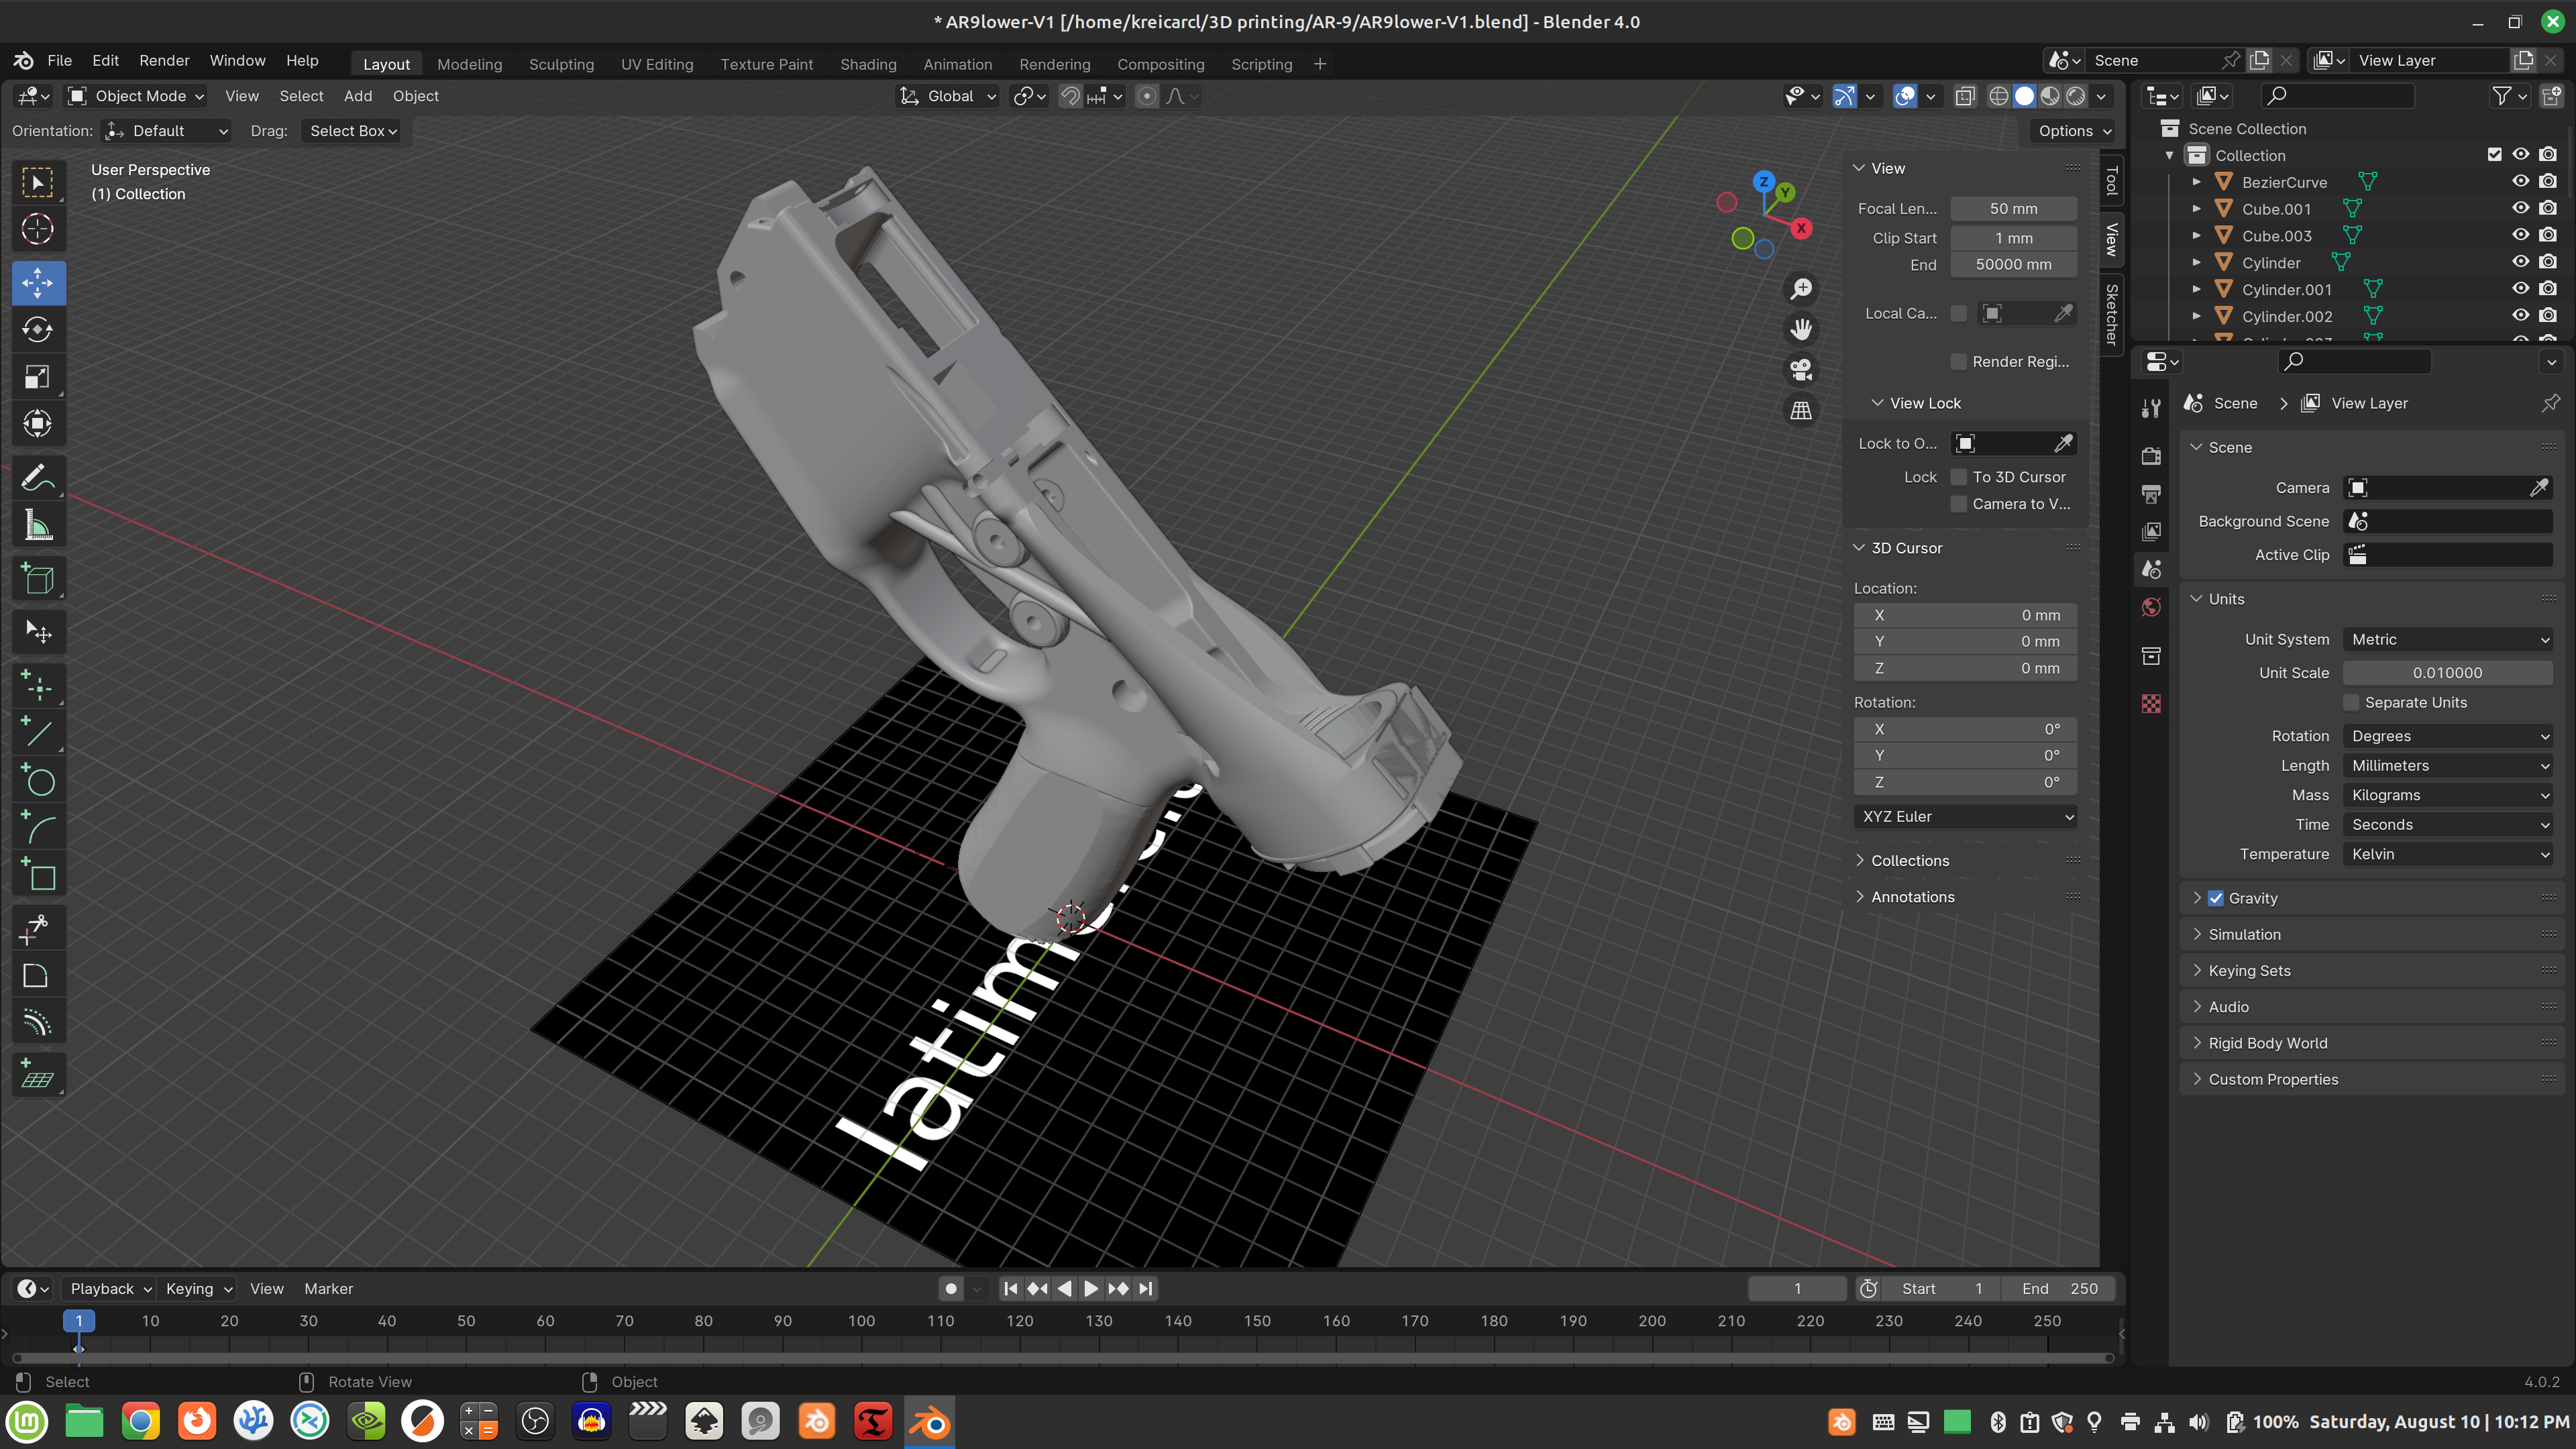 * AR9lower-V1 [/home/kreicarcl/3D printing/AR-9/AR9lower-V1.blend] - Blender 4.0
File Edit Render Window Help Layout Modeling Sculpting UV Editing Texture Paint Shading Animation Rendering Compositing Scripting + Scene View Layer
Object Mode View Select Add Object Global
Orientation: Default Drag: Select Box Options
User Perspective
(1) Collection
Z
Y
X
View
Focal Len... 50 mm
Clip Start 1 mm
End 50000 mm
Local Ca...
Render Regi...
View Lock
Lock to O...
Lock To 3D Cursor
Camera to V...
3D Cursor
Location:
X 0 mm
Y 0 mm
Z 0 mm
Rotation:
X 0°
Y 0°
Z 0°
XYZ Euler
Collections
Annotations
Tool
View
Sketcher
Scene Collection
Collection
BezierCurve
Cube.001
Cube.003
Cylinder
Cylinder.001
Cylinder.002
Scene > View Layer
Scene
Camera
Background Scene
Active Clip
Units
Unit System Metric
Unit Scale 0.010000
Separate Units
Rotation Degrees
Length Millimeters
Mass Kilograms
Time Seconds
Temperature Kelvin
Gravity
Simulation
Keying Sets
Audio
Rigid Body World
Custom Properties
Playback Keying View Marker 1 Start 1 End 250
1 10 20 30 40 50 60 70 80 90 100 110 120 130 140 150 160 170 180 190 200 210 220 230 240 250
Select Rotate View Object 4.0.2
100% Saturday, August 10 | 10:12 PM